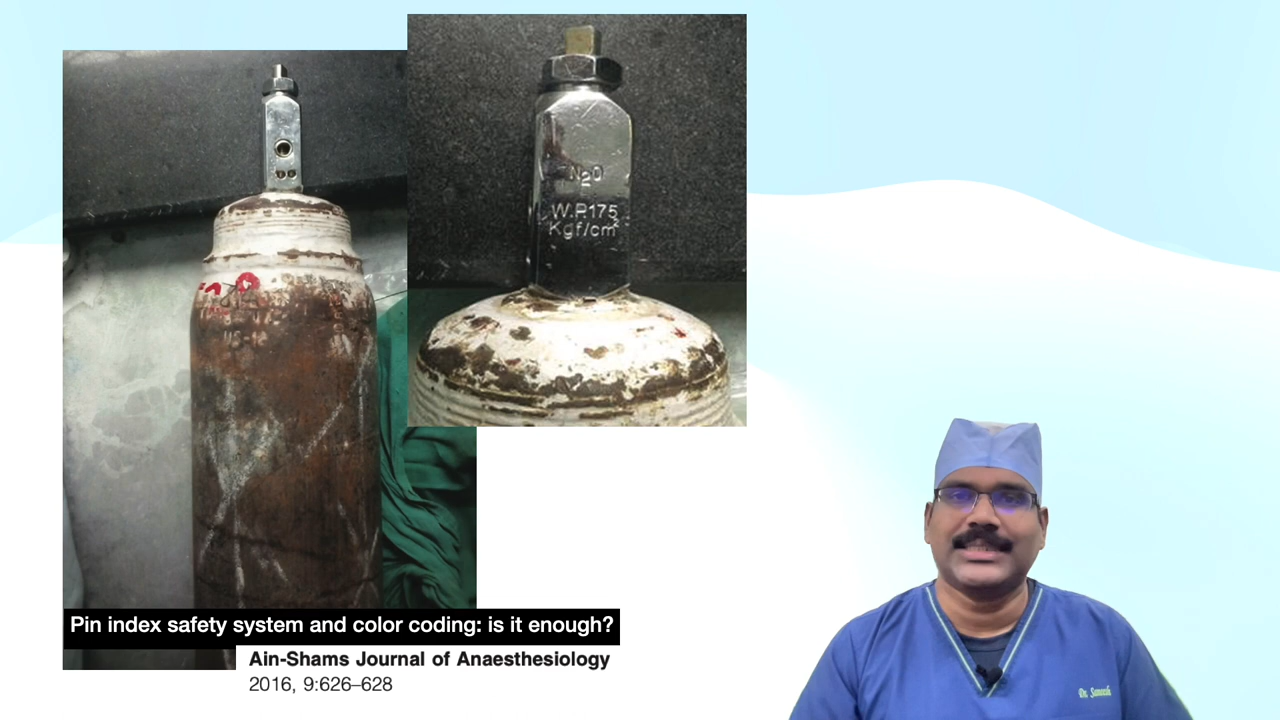 N2O
W.P.175
Kgf/cm²
Pin index safety system and color coding: is it enough?
Ain-Shams Journal of Anaesthesiology
2016, 9:626–628